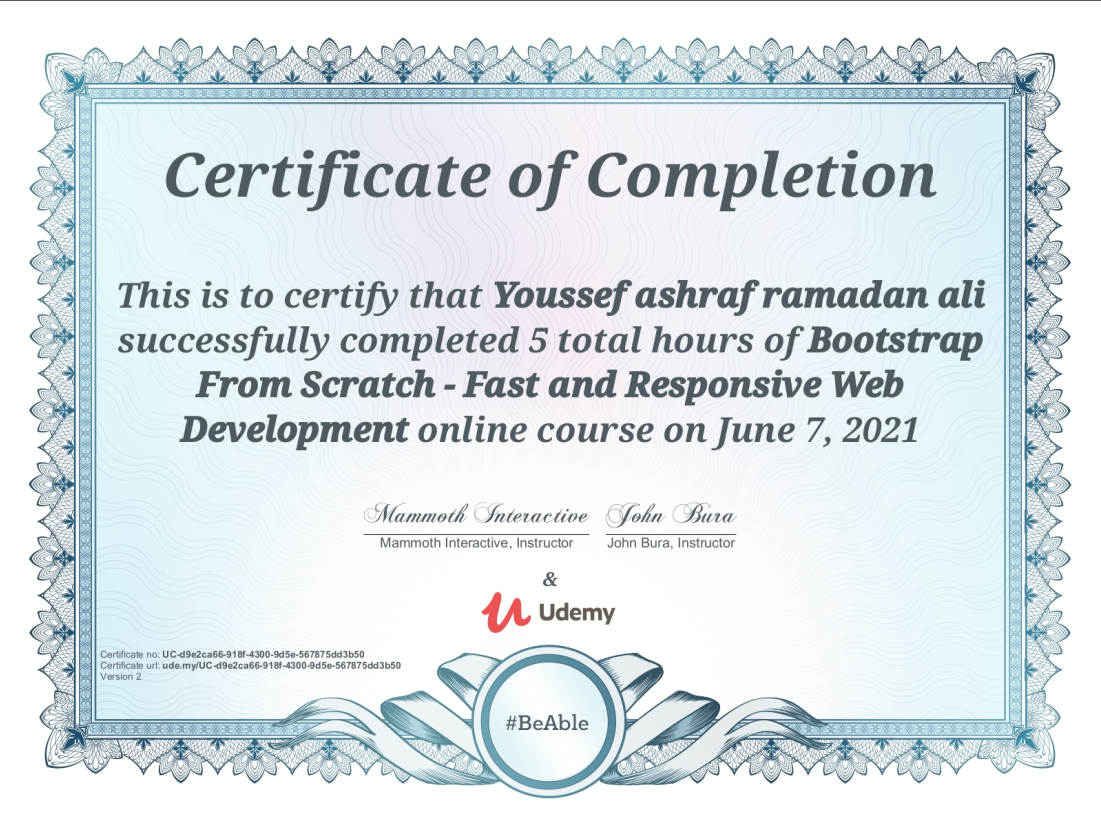 Certificate of Completion
This is to certify that Youssef ashraf ramadan ali
successfully completed 5 total hours of Bootstrap
From Scratch - Fast and Responsive Web
Development online course on June 7, 2021
Mammoth Interactive John Bura
Mammoth Interactive, Instructor John Bura, Instructor
&
Udemy
Certificate no: UC-d9e2ca66-918f-4300-9d5e-567875dd3b50
Certificate url: ude.my/UC-d9e2ca66-918f-4300-9d5e-567875dd3b50
Version 2
#BeAble